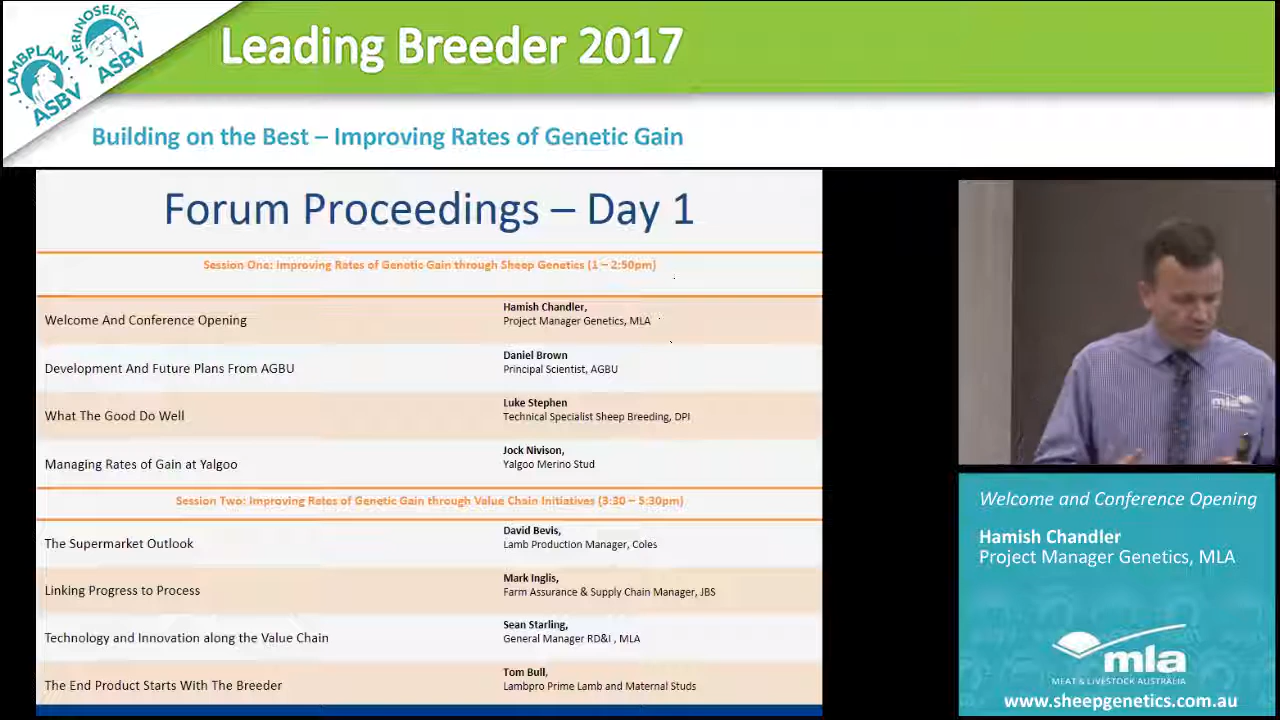 LAMBPLAN
ASBV
MERINOSELECT
ASBV
Leading Breeder 2017
Building on the Best – Improving Rates of Genetic Gain
Forum Proceedings – Day 1
Session One: Improving Rates of Genetic Gain through Sheep Genetics (1 – 2:50pm)
Welcome And Conference Opening
Hamish Chandler,
Project Manager Genetics, MLA
Development And Future Plans From AGBU
Daniel Brown
Principal Scientist, AGBU
What The Good Do Well
Luke Stephen
Technical Specialist Sheep Breeding, DPI
Managing Rates of Gain at Yalgoo
Jock Nivison,
Yalgoo Merino Stud
Session Two: Improving Rates of Genetic Gain through Value Chain Initiatives (3:30 – 5:30pm)
The Supermarket Outlook
David Bevis,
Lamb Production Manager, Coles
Linking Progress to Process
Mark Inglis,
Farm Assurance & Supply Chain Manager, JBS
Technology and Innovation along the Value Chain
Sean Starling,
General Manager RD&I , MLA
The End Product Starts With The Breeder
Tom Bull,
Lambpro Prime Lamb and Maternal Studs
mla
Welcome and Conference Opening
Hamish Chandler
Project Manager Genetics, MLA
mla
MEAT & LIVESTOCK AUSTRALIA
www.sheepgenetics.com.au